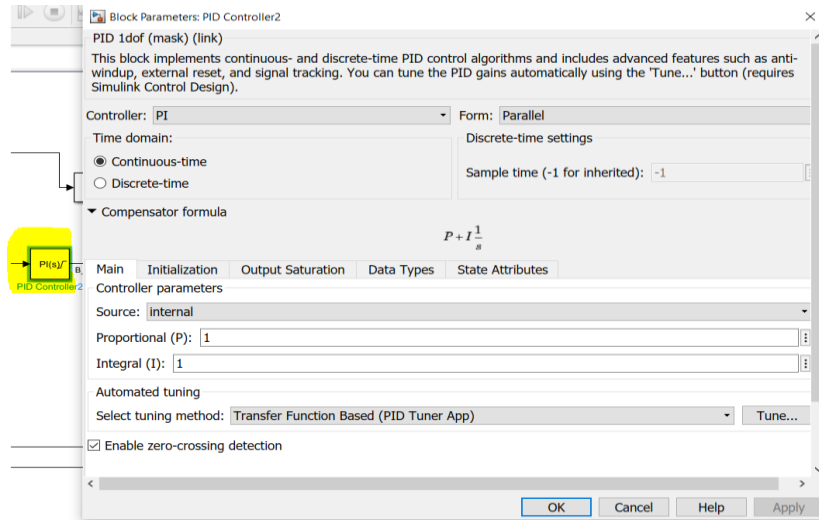 Block Parameters: PID Controller2
PID 1dof (mask) (link)
This block implements continuous- and discrete-time PID control algorithms and includes advanced features such as anti-
windup, external reset, and signal tracking. You can tune the PID gains automatically using the 'Tune...' button (requires
Simulink Control Design).
Controller: PI Form: Parallel
Time domain: Discrete-time settings
Continuous-time
Sample time (-1 for inherited): -1
Discrete-time
Compensator formula
P+I 1/s
PI(s)
B_
PID Controller2
Main Initialization Output Saturation Data Types State Attributes
Controller parameters
Source: internal
Proportional (P): 1
Integral (I): 1
Automated tuning
Select tuning method: Transfer Function Based (PID Tuner App) Tune...
Enable zero-crossing detection
OK Cancel Help Apply